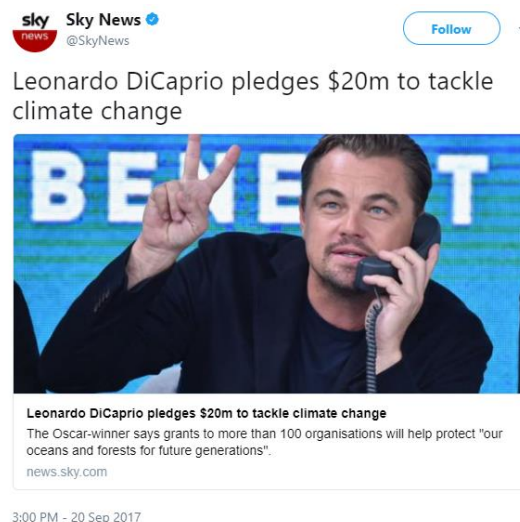 sky
news
Sky News
@SkyNews
Follow
Leonardo DiCaprio pledges $20m to tackle
climate change
BENE T
Leonardo DiCaprio pledges $20m to tackle climate change
The Oscar-winner says grants to more than 100 organisations will help protect "our
oceans and forests for future generations".
news.sky.com
3:00 PM - 20 Sep 2017